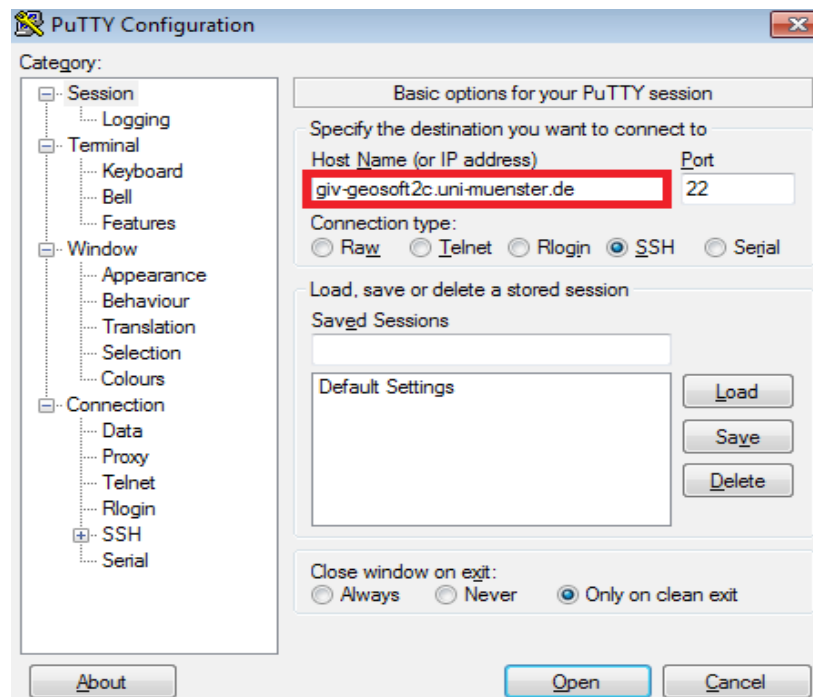 PuTTY Configuration
Category:
Session
Logging
Terminal
Keyboard
Bell
Features
Window
Appearance
Behaviour
Translation
Selection
Colours
Connection
Data
Proxy
Telnet
Rlogin
SSH
Serial
Basic options for your PuTTY session
Specify the destination you want to connect to
Host Name (or IP address) Port
giv-geosoft2c.uni-muenster.de 22
Connection type:
Raw Telnet Rlogin SSH Serial
Load, save or delete a stored session
Saved Sessions
Default Settings
Load
Save
Delete
Close window on exit:
Always Never Only on clean exit
About Open Cancel